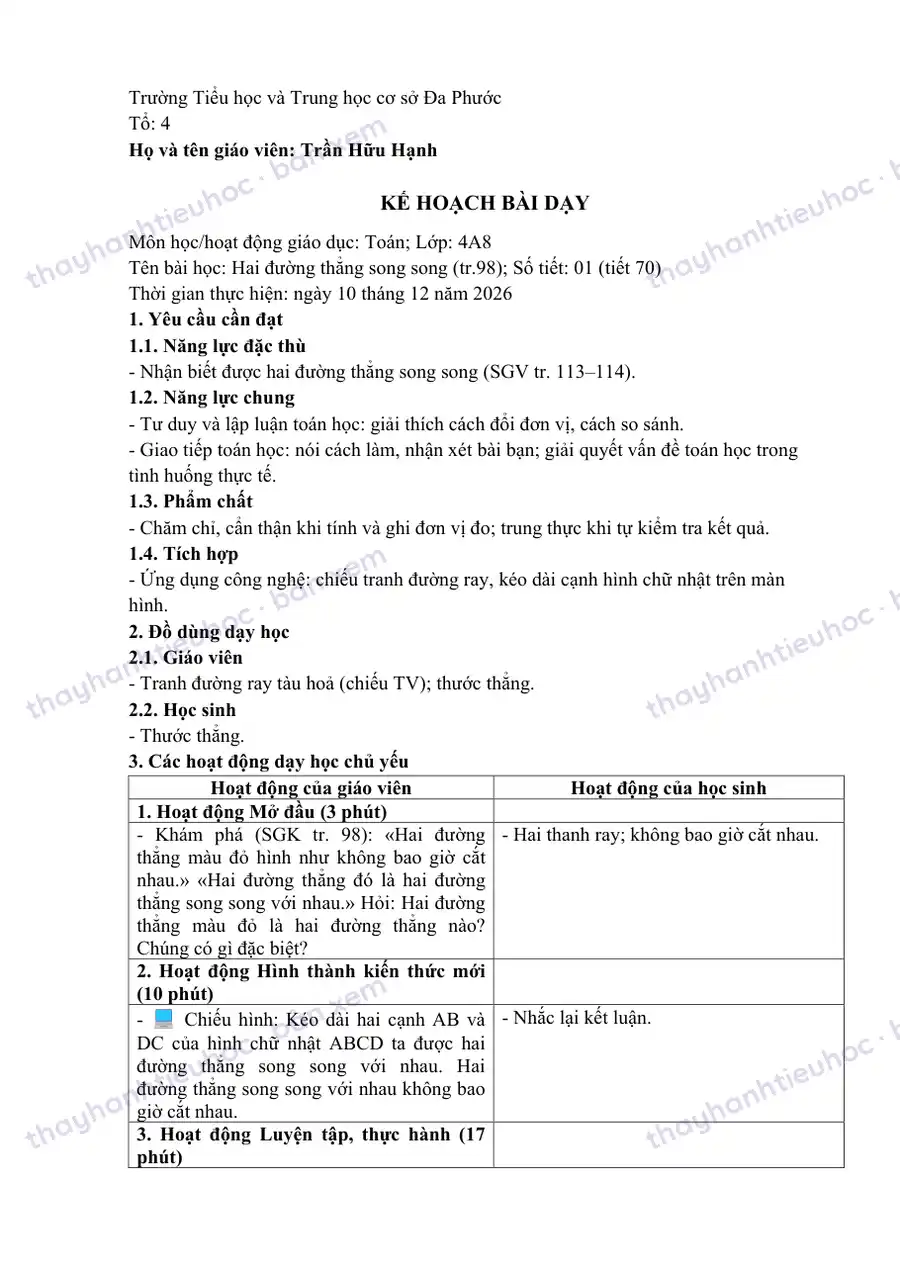 Trường Tiểu học và Trung học cơ sở Đa Phước
Tổ: 4
Họ và tên giáo viên: Trần Hữu Hạnh
KẾ HOẠCH BÀI DẠY
Môn học/hoạt động giáo dục: Toán; Lớp: 4A8
Tên bài học: Hai đường thẳng song song (tr.98); Số tiết: 01 (tiết 70)
Thời gian thực hiện: ngày 10 tháng 12 năm 2026
1. Yêu cầu cần đạt
1.1. Năng lực đặc thù
- Nhận biết được hai đường thẳng song song (SGV tr. 113–114).
1.2. Năng lực chung
- Tư duy và lập luận toán học: giải thích cách đổi đơn vị, cách so sánh.
- Giao tiếp toán học: nói cách làm, nhận xét bài bạn; giải quyết vấn đề toán học trong
tình huống thực tế.
1.3. Phẩm chất
- Chăm chỉ, cẩn thận khi tính và ghi đơn vị đo; trung thực khi tự kiểm tra kết quả.
1.4. Tích hợp
- Ứng dụng công nghệ: chiếu tranh đường ray, kéo dài cạnh hình chữ nhật trên màn
hình.
2. Đồ dùng dạy học
2.1. Giáo viên
- Tranh đường ray tàu hoả (chiếu TV); thước thẳng.
2.2. Học sinh
- Thước thẳng.
3. Các hoạt động dạy học chủ yếu
Hoạt động của giáo viên
Hoạt động của học sinh
1. Hoạt động Mở đầu (3 phút)
- Khám phá (SGK tr. 98): «Hai đường
thẳng màu đỏ hình như không bao giờ cắt
nhau.» «Hai đường thẳng đó là hai đường
thẳng song song với nhau.» Hỏi: Hai đường
thẳng màu đỏ là hai đường thẳng nào?
Chúng có gì đặc biệt?
- Hai thanh ray; không bao giờ cắt nhau.
2. Hoạt động Hình thành kiến thức mới
(10 phút)
- Chiếu hình: Kéo dài hai cạnh AB và
DC của hình chữ nhật ABCD ta được hai
đường thẳng song song với nhau. Hai
đường thẳng song song với nhau không bao
giờ cắt nhau.
- Nhắc lại kết luận.
3. Hoạt động Luyện tập, thực hành (17
phút)
thayhanhtieuhoc · bản xem
thayhanhtieuhoc · b
thayhanhtieuhoc · bản xem
thayhanhtieuhoc · b
thayhanhtieuhoc · bản xem
thayhanhtieuhoc · b